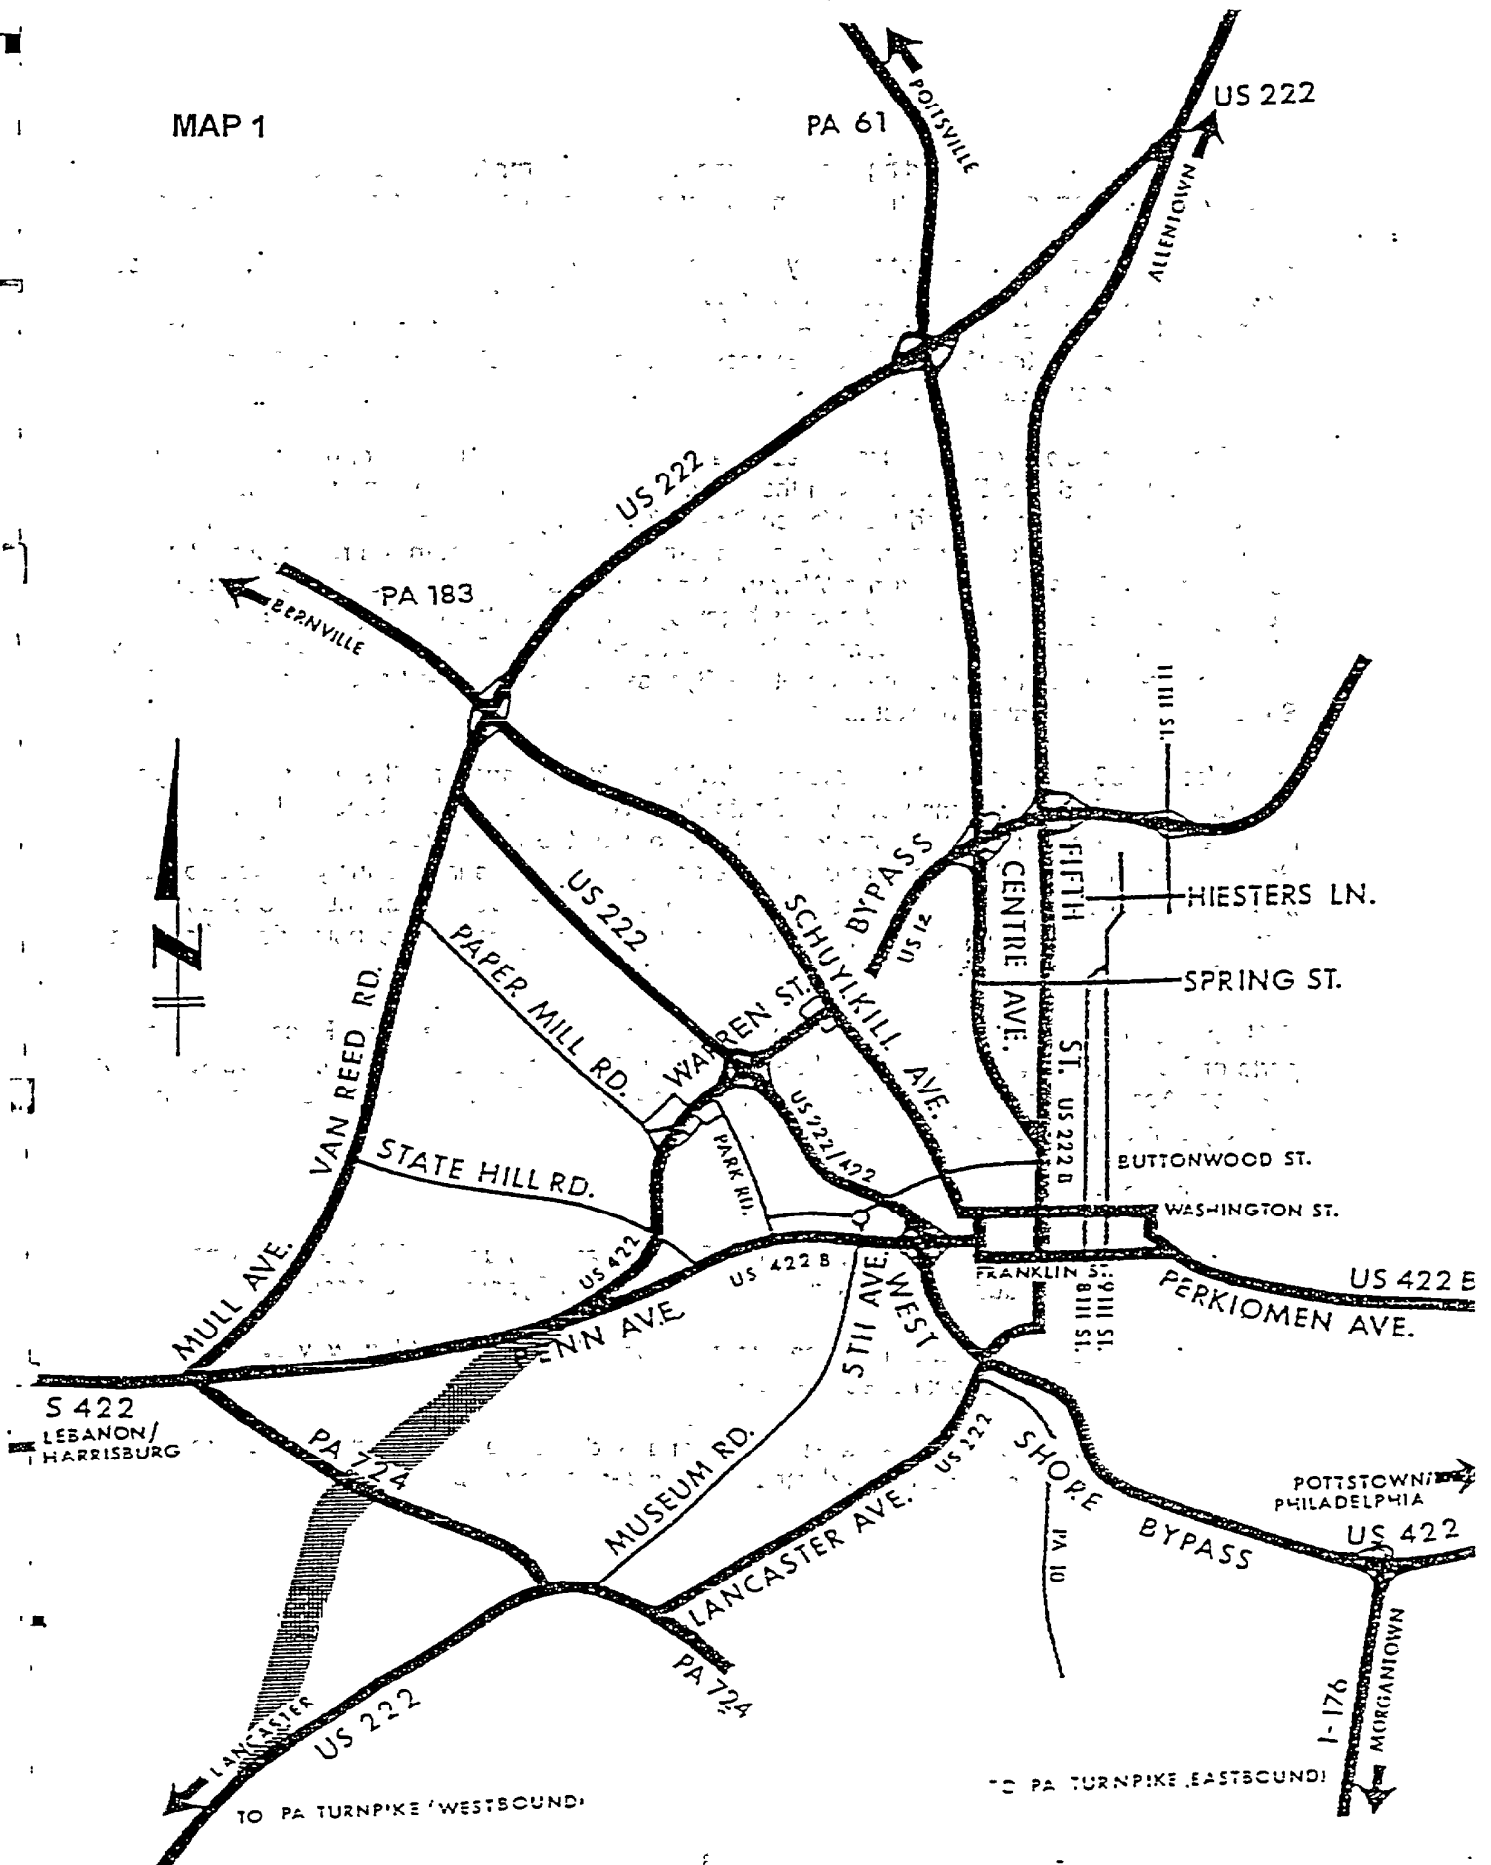 MAP 1
PA 61
POTTSVILLE
US 222
ALLENTOWN
US 222
PA 183
BERNVILLE
11TH ST.
BYPASS
US 12
CENTRE AVE.
FIFTH ST. US 222 B
HIESTERS LN.
SPRING ST.
US 222
SCHUYLKILL AVE.
PAPER MILL RD.
WARREN ST.
VAN REED RD.
N
STATE HILL RD.
PARK RD.
US 222/422
BUTTONWOOD ST.
WASHINGTON ST.
MULL AVE.
US 422
US 422 B
PENN AVE.
5TH AVE.
WEST SHORE BYPASS
FRANKLIN ST.
8TH ST.
9TH ST.
PERKIOMEN AVE.
US 422 B
S 422
LEBANON/
HARRISBURG
PA 724
MUSEUM RD.
US 222
LANCASTER AVE.
PA 10
POTTSTOWN/
PHILADELPHIA
US 422
PA 724
I-176
MORGANTOWN
LANCASTER
US 222
TO PA TURNPIKE (WESTBOUND)
TO PA TURNPIKE (EASTBOUND)